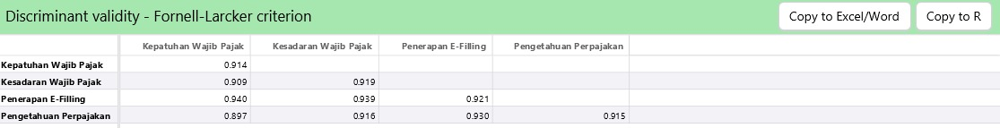 Discriminant validity - Fornell-Larcker criterion Copy to Excel/Word Copy to R
Kepatuhan Wajib Pajak Kesadaran Wajib Pajak Penerapan E-Filling Pengetahuan Perpajakan
Kepatuhan Wajib Pajak 0.914
Kesadaran Wajib Pajak 0.909 0.919
Penerapan E-Filling 0.940 0.939 0.921
Pengetahuan Perpajakan 0.897 0.916 0.930 0.915